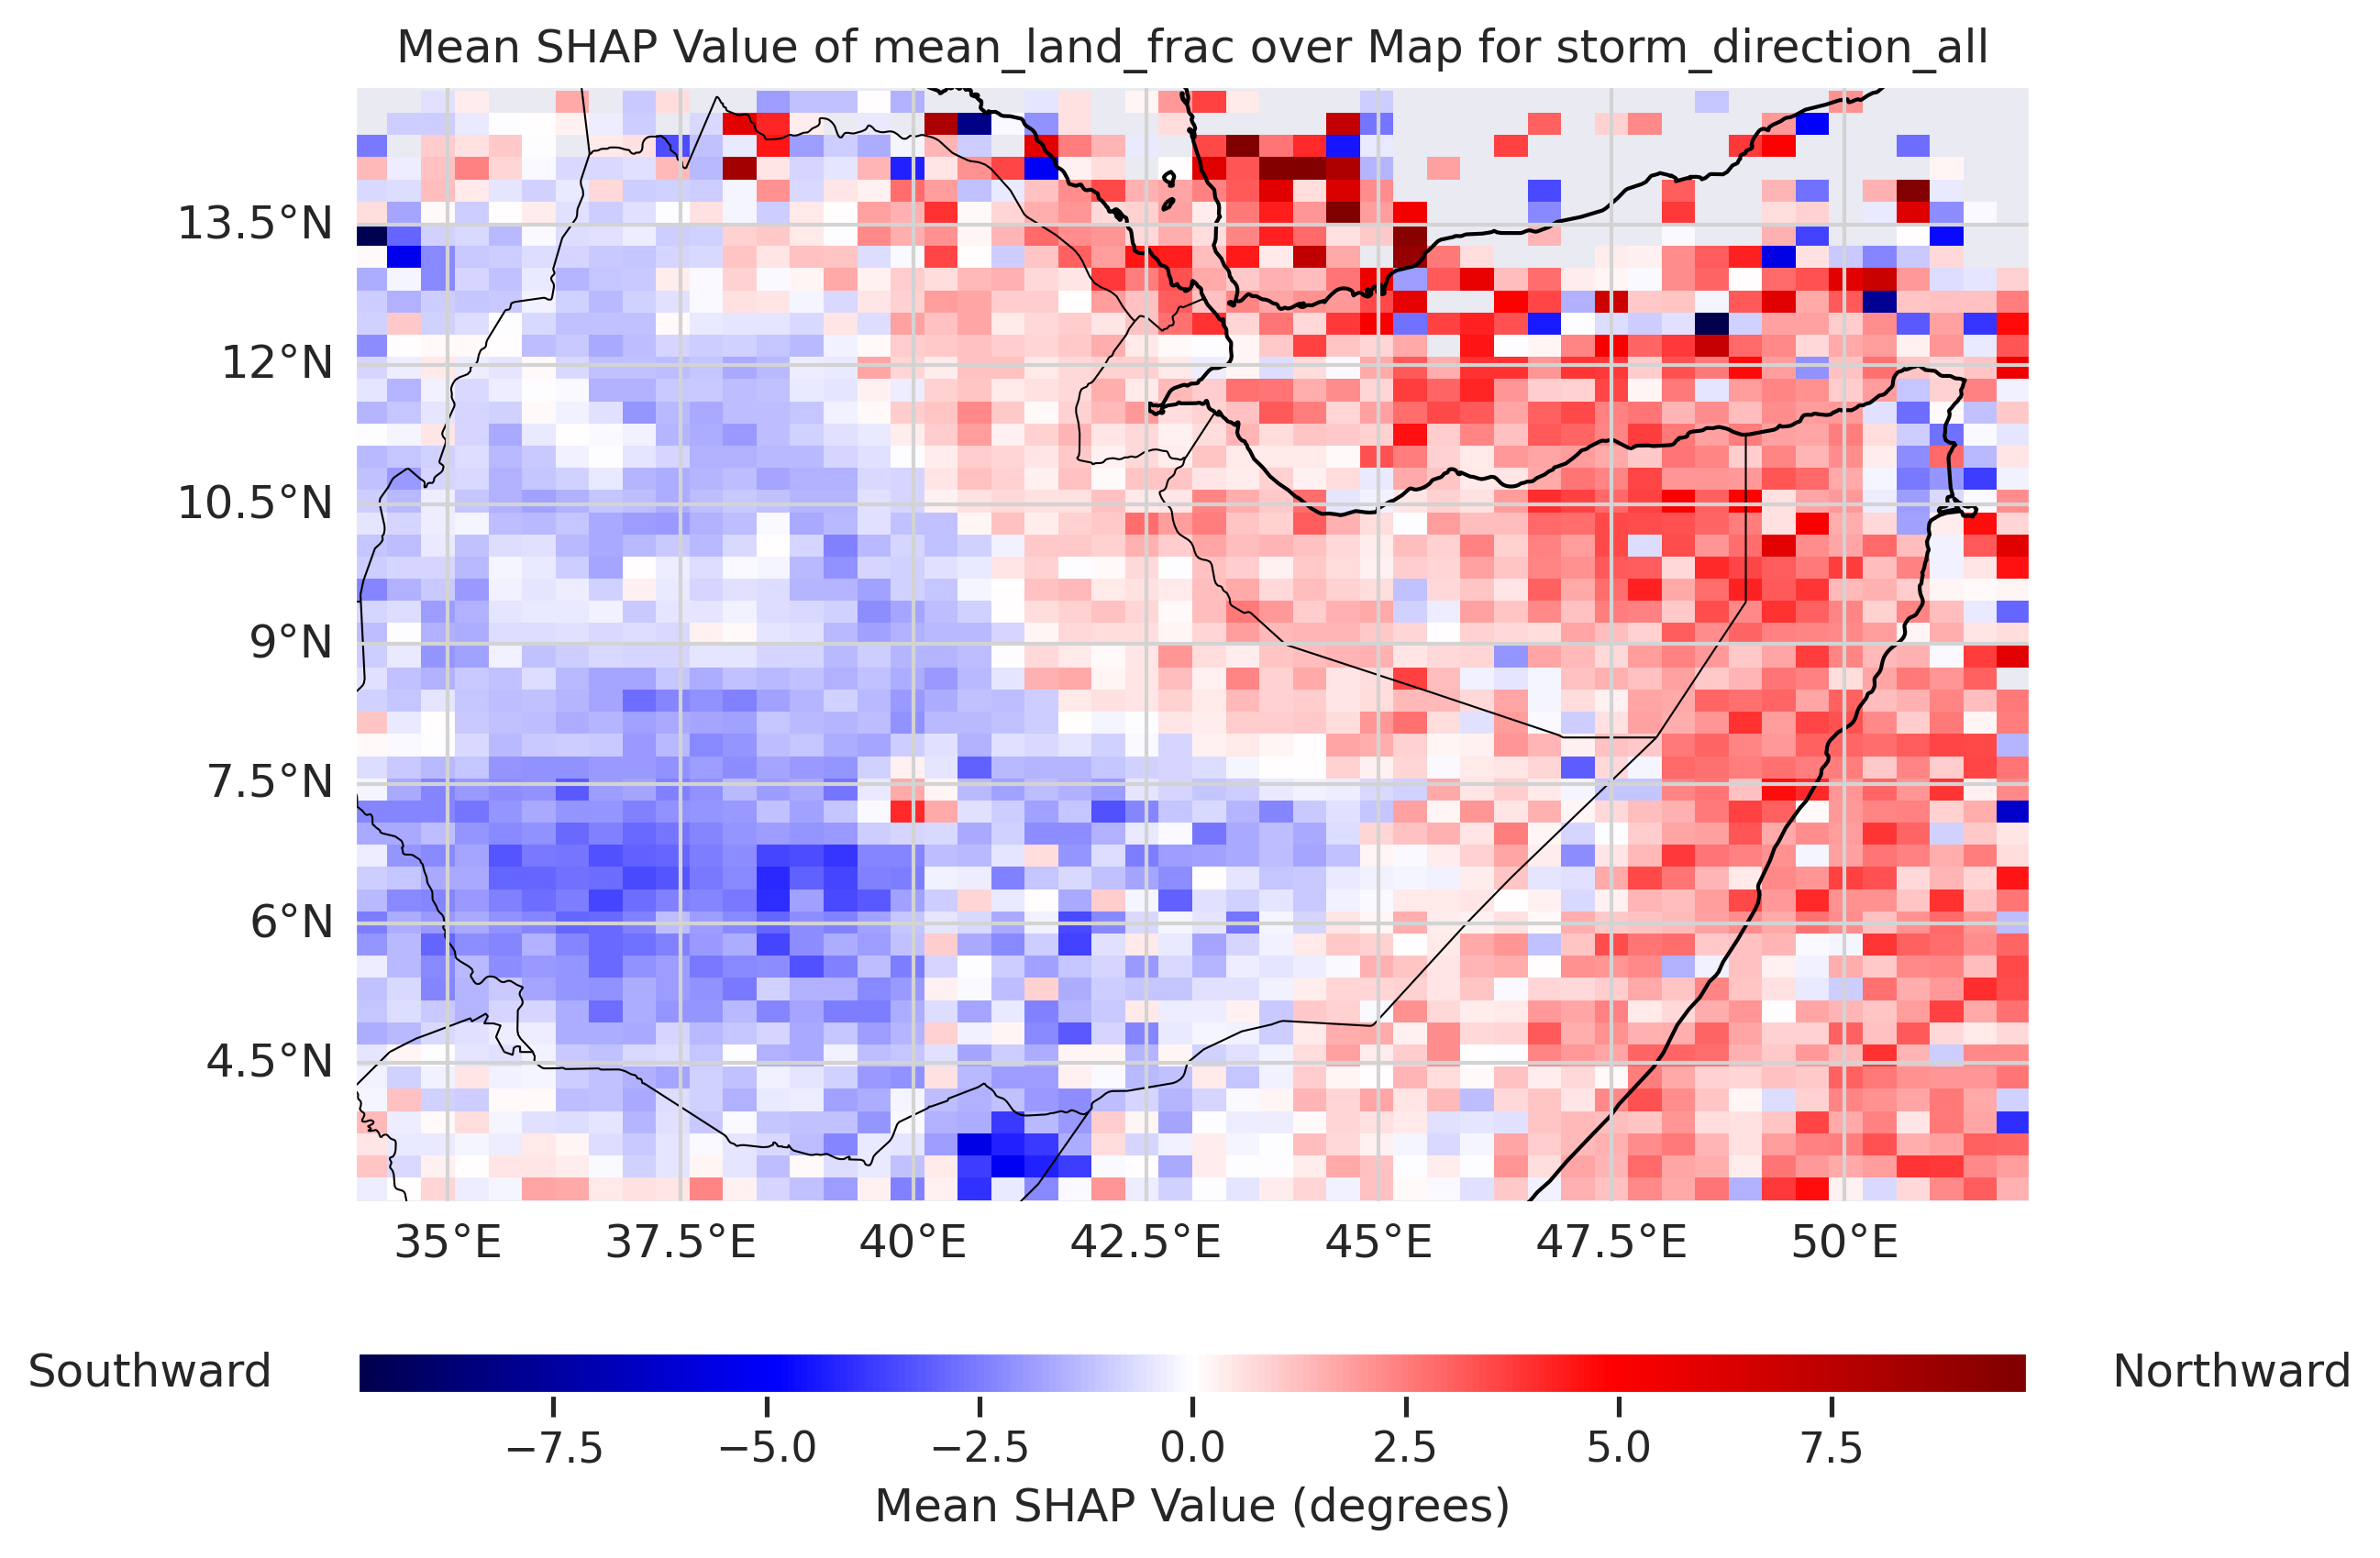 Mean SHAP Value of mean_land_frac over Map for storm_direction_all
13.5°N
12°N
10.5°N
9°N
7.5°N
6°N
4.5°N
35°E 37.5°E 40°E 42.5°E 45°E 47.5°E 50°E
Southward Northward
−7.5 −5.0 −2.5 0.0 2.5 5.0 7.5
Mean SHAP Value (degrees)